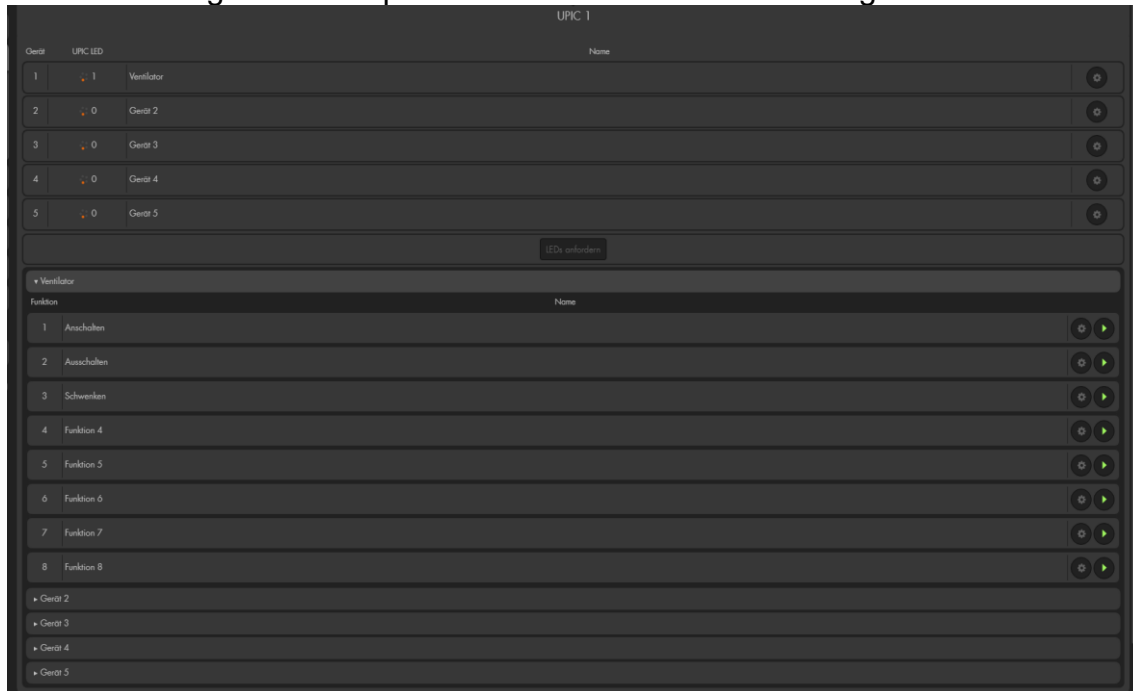 UPIC 1
Gerät UPIC LED Name
1 1 Ventilator
2 0 Gerät 2
3 0 Gerät 3
4 0 Gerät 4
5 0 Gerät 5
LEDs anfordern
▾ Ventilator
Funktion Name
1 Anschalten
2 Ausschalten
3 Schwenken
4 Funktion 4
5 Funktion 5
6 Funktion 6
7 Funktion 7
8 Funktion 8
▸ Gerät 2
▸ Gerät 3
▸ Gerät 4
▸ Gerät 5